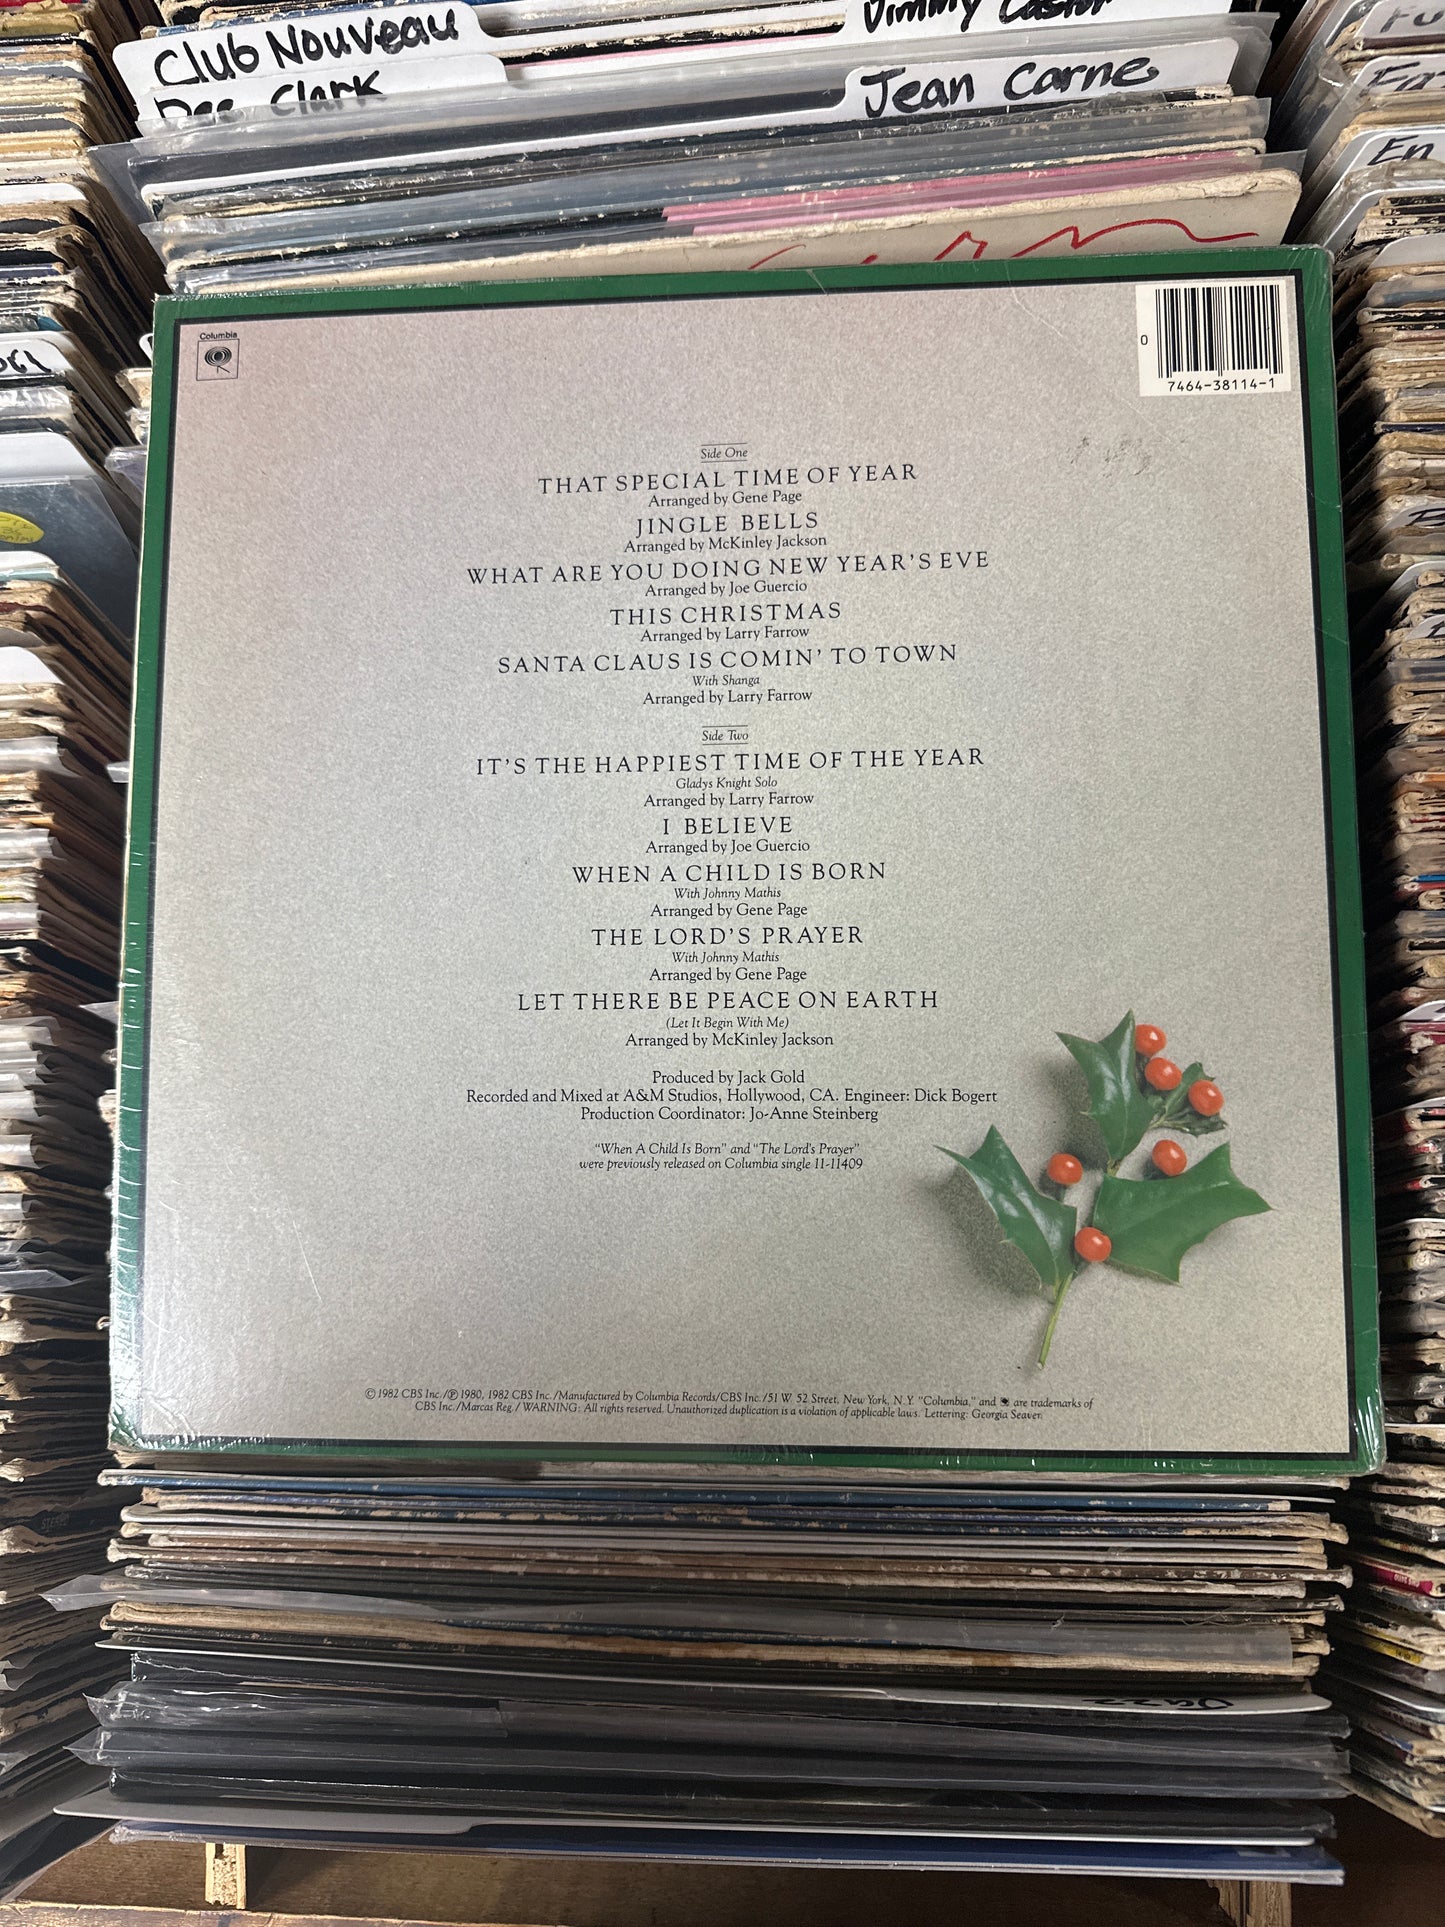 Club Nouveau
Dee Clark
Jimmy Castor
Jean Carne
En
Columbia
0
7464-38114-1
Side One
THAT SPECIAL TIME OF YEAR
Arranged by Gene Page
JINGLE BELLS
Arranged by McKinley Jackson
WHAT ARE YOU DOING NEW YEAR'S EVE
Arranged by Joe Guercio
THIS CHRISTMAS
Arranged by Larry Farrow
SANTA CLAUS IS COMIN' TO TOWN
With Shanga
Arranged by Larry Farrow
Side Two
IT'S THE HAPPIEST TIME OF THE YEAR
Gladys Knight Solo
Arranged by Larry Farrow
I BELIEVE
Arranged by Joe Guercio
WHEN A CHILD IS BORN
With Johnny Mathis
Arranged by Gene Page
THE LORD'S PRAYER
With Johnny Mathis
Arranged by Gene Page
LET THERE BE PEACE ON EARTH
(Let It Begin With Me)
Arranged by McKinley Jackson
Produced by Jack Gold
Recorded and Mixed at A&M Studios, Hollywood, CA. Engineer: Dick Bogert
Production Coordinator: Jo-Anne Steinberg
"When A Child Is Born" and "The Lord's Prayer"
were previously released on Columbia single 11-11409
© 1982 CBS Inc./℗ 1980, 1982 CBS Inc./Manufactured by Columbia Records/CBS Inc./51 W. 52 Street, New York, N.Y. "Columbia," and are trademarks of
CBS Inc./Marcas Reg./ WARNING: All rights reserved. Unauthorized duplication is a violation of applicable laws. Lettering: Georgia Seaver.
STEREO
Jazz